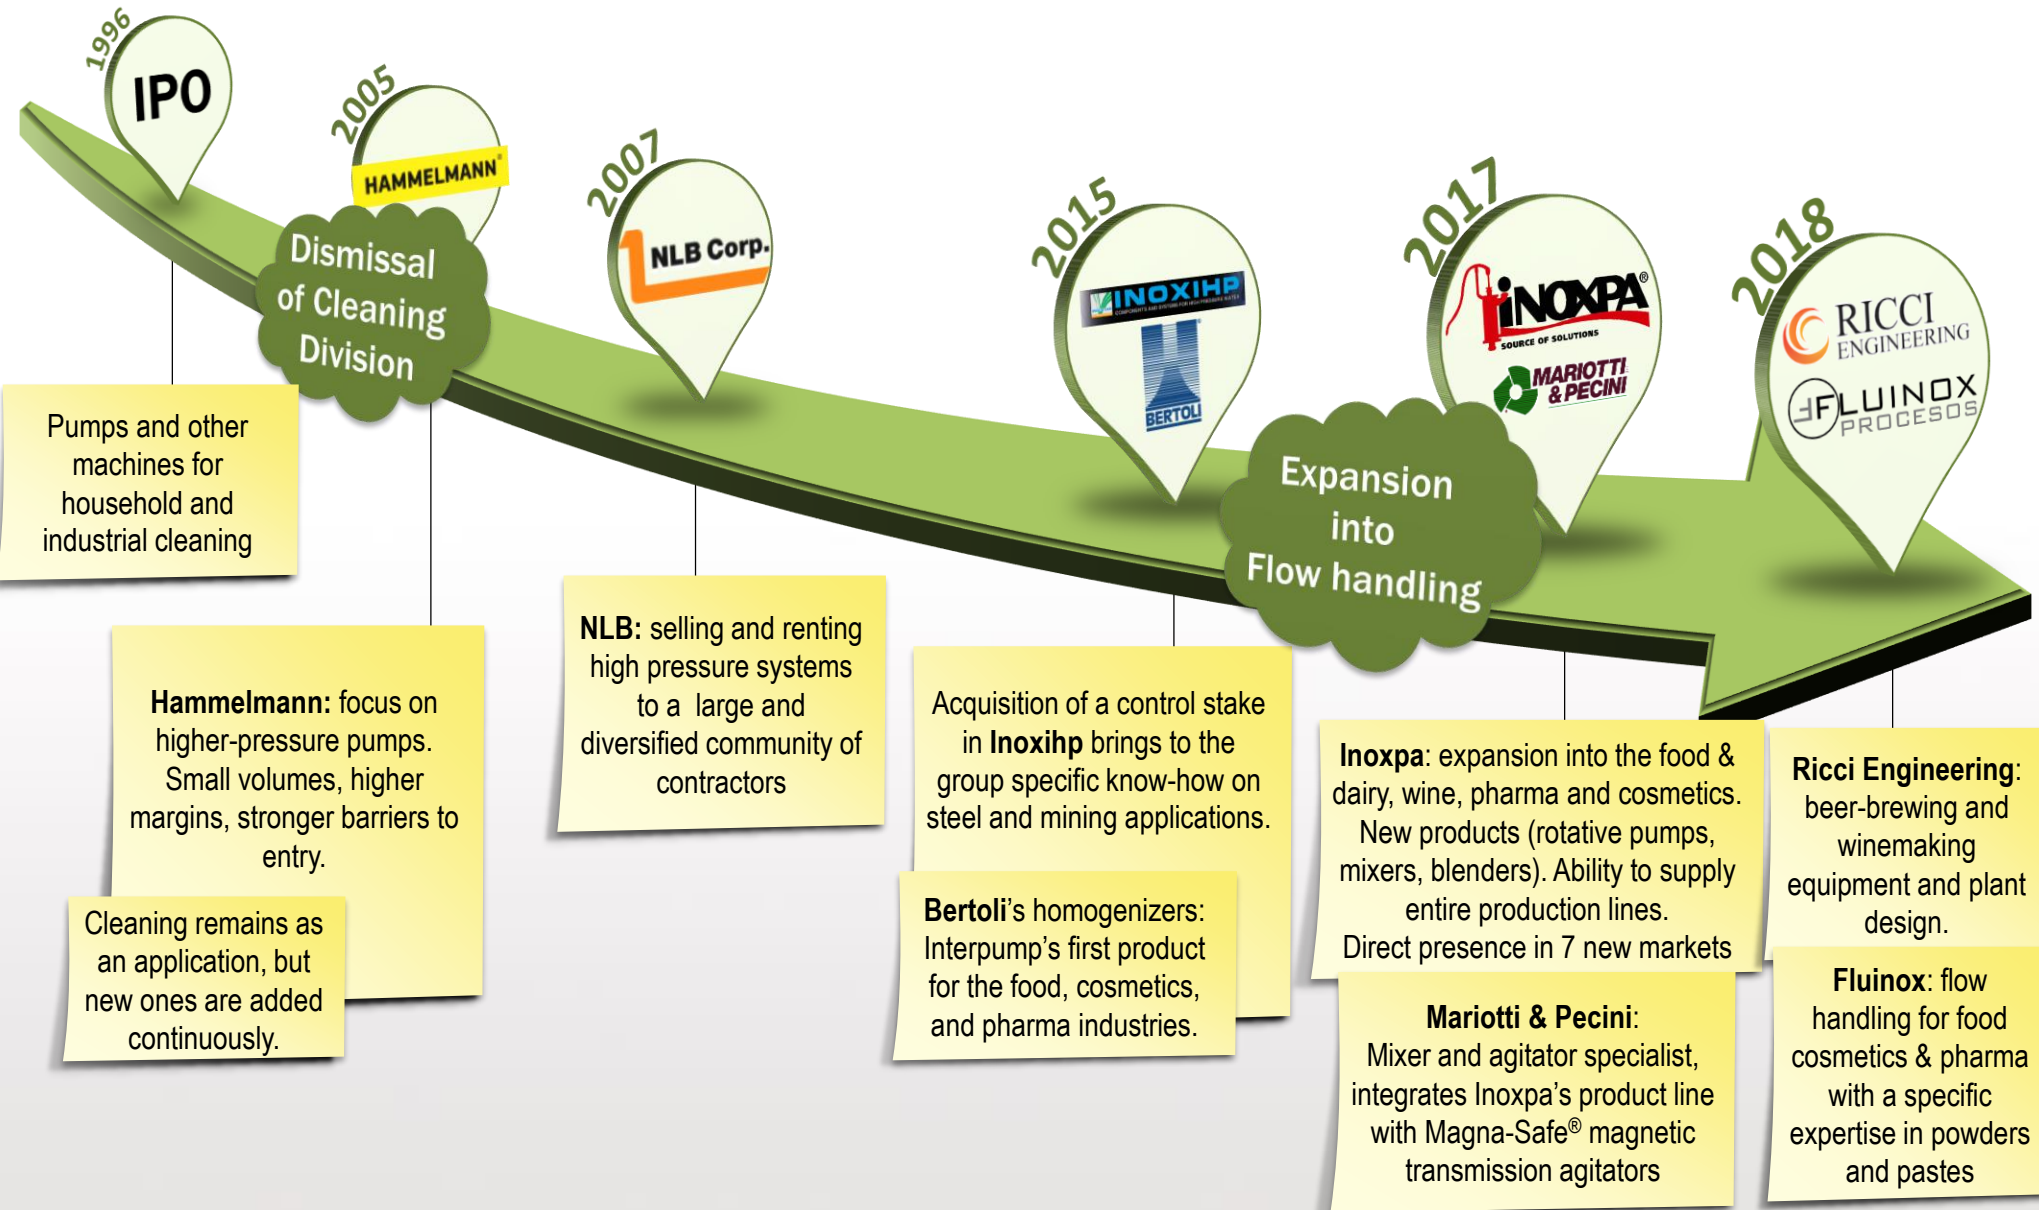 1996
IPO
2005
HAMMELMANN®
Dismissal
of Cleaning
Division
2007
NLB Corp.
2015
INOXIHP
COMPONENTS AND SYSTEMS FOR HIGH PRESSURE WATER
BERTOLI
2017
iNOXPA®
SOURCE OF SOLUTIONS
MARIOTTI
& PECINI
Expansion
into
Flow handling
2018
RICCI
ENGINEERING
FLUINOX
PROCESOS
Pumps and other
machines for
household and
industrial cleaning
Hammelmann: focus on
higher-pressure pumps.
Small volumes, higher
margins, stronger barriers to
entry.
Cleaning remains as
an application, but
new ones are added
continuously.
NLB: selling and renting
high pressure systems
to a large and
diversified community of
contractors
Acquisition of a control stake
in Inoxihp brings to the
group specific know-how on
steel and mining applications.
Bertoli’s homogenizers:
Interpump’s first product
for the food, cosmetics,
and pharma industries.
Inoxpa: expansion into the food &
dairy, wine, pharma and cosmetics.
New products (rotative pumps,
mixers, blenders). Ability to supply
entire production lines.
Direct presence in 7 new markets
Mariotti & Pecini:
Mixer and agitator specialist,
integrates Inoxpa’s product line
with Magna-Safe® magnetic
transmission agitators
Ricci Engineering:
beer-brewing and
winemaking
equipment and plant
design.
Fluinox: flow
handling for food
cosmetics & pharma
with a specific
expertise in powders
and pastes